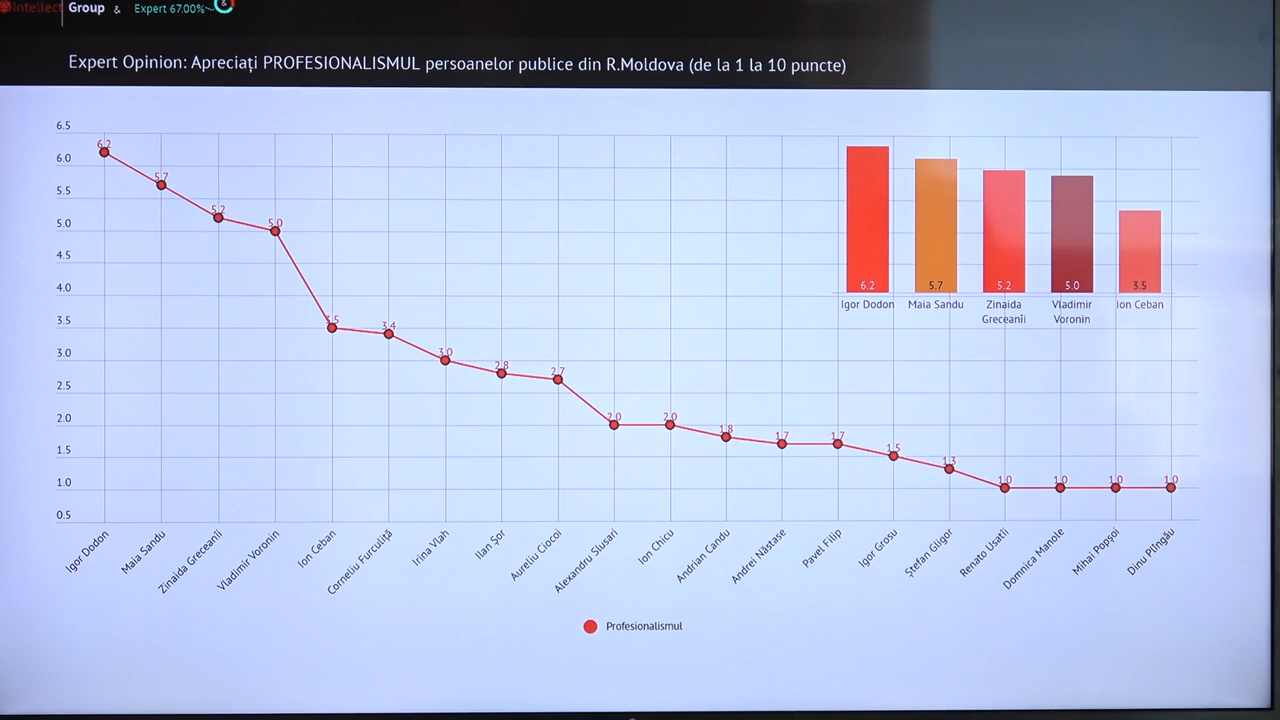 Intellect Group & Expert 67.00%
Expert Opinion: Apreciați PROFESIONALISMUL persoanelor publice din R.Moldova (de la 1 la 10 puncte)
6.5
6.0
5.5
5.0
4.5
4.0
3.5
3.0
2.5
2.0
1.5
1.0
0.5
6.2
5.7
5.2
5.0
3.5
3.4
3.0
2.8
2.7
2.0
2.0
1.8
1.7
1.7
1.5
1.3
1.0
1.0
1.0
1.0
Igor Dodon
Maia Sandu
Zinaida Greceanîi
Vladimir Voronin
Ion Ceban
Corneliu Furculiță
Irina Vlah
Ilan Șor
Aureliu Ciocoi
Alexandru Slusari
Ion Chicu
Andrian Candu
Andrei Năstase
Pavel Filip
Igor Grosu
Ștefan Gligor
Renato Usatîi
Domnica Manole
Mihai Popșoi
Dinu Plîngău
6.2
5.7
5.2
5.0
3.5
Igor Dodon
Maia Sandu
Zinaida
Greceanîi
Vladimir
Voronin
Ion Ceban
Profesionalismul